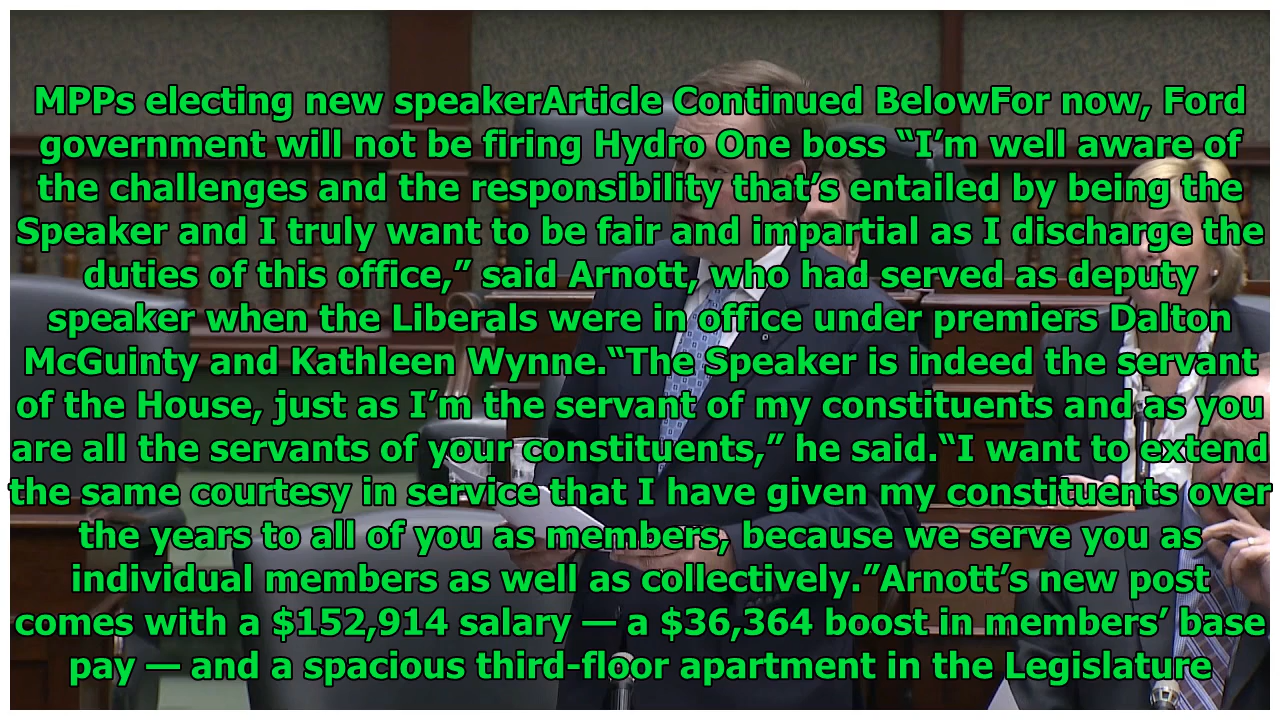 MPPs electing new speakerArticle Continued BelowFor now, Ford
government will not be firing Hydro One boss “I’m well aware of
the challenges and the responsibility that’s entailed by being the
Speaker and I truly want to be fair and impartial as I discharge the
duties of this office,” said Arnott, who had served as deputy
speaker when the Liberals were in office under premiers Dalton
McGuinty and Kathleen Wynne.“The Speaker is indeed the servant
of the House, just as I’m the servant of my constituents and as you
are all the servants of your constituents,” he said.“I want to extend
the same courtesy in service that I have given my constituents over
the years to all of you as members, because we serve you as
individual members as well as collectively.”Arnott’s new post
comes with a $152,914 salary — a $36,364 boost in members’ base
pay — and a spacious third-floor apartment in the Legislature